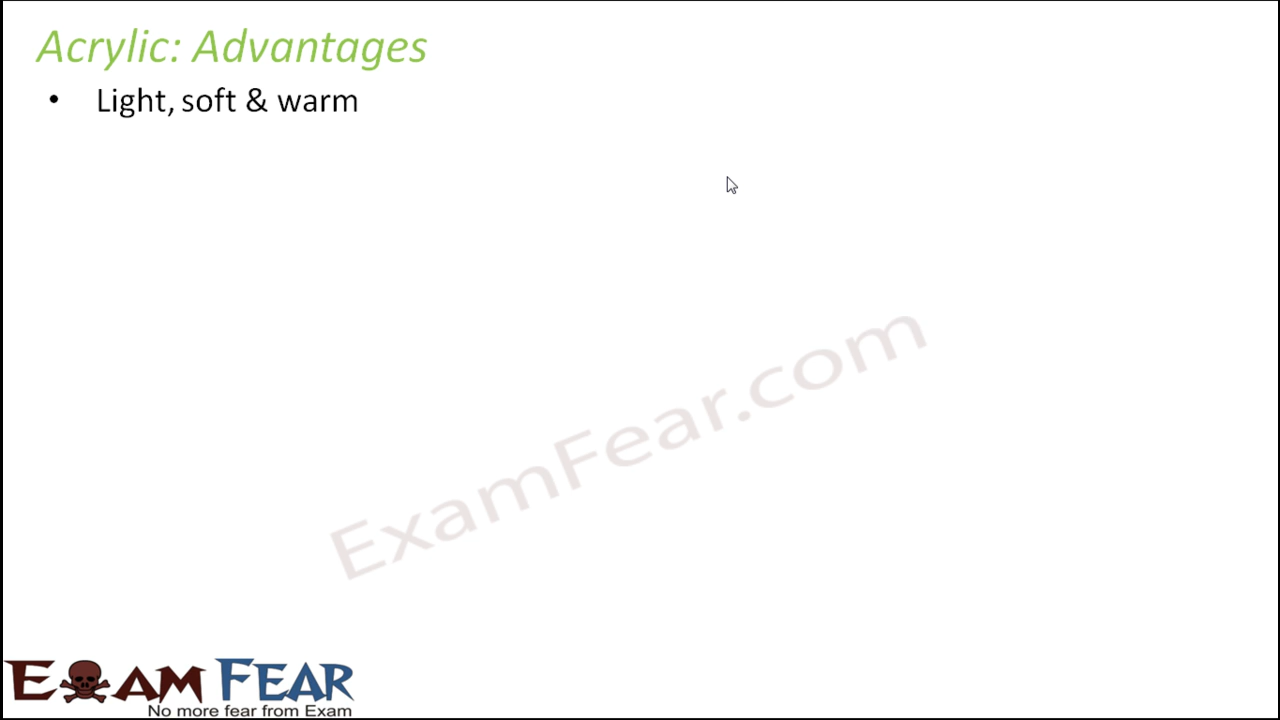 Acrylic: Advantages
• Light, soft & warm
ExamFear.com
EXAM FEAR
No more fear from Exam